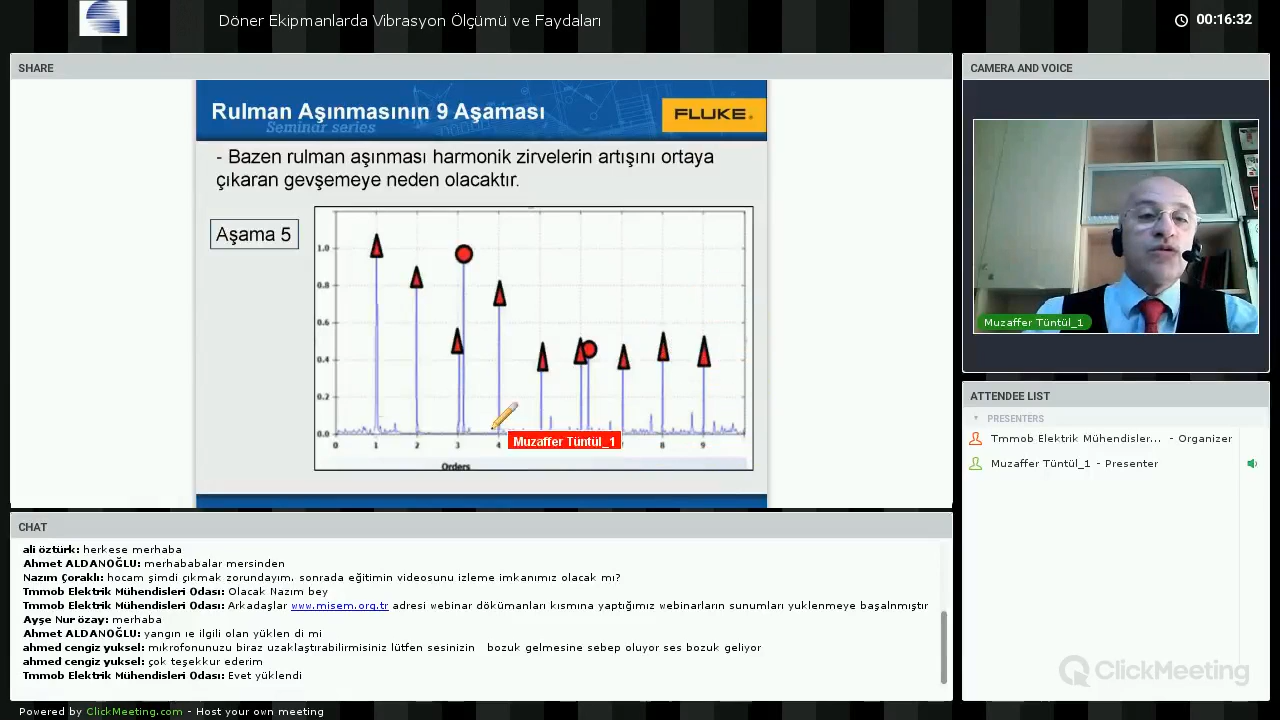 Döner Ekipmanlarda Vibrasyon Ölçümü ve Faydaları
00:16:32
SHARE
Rulman Aşınmasının 9 Aşaması
Seminar series
FLUKE®
- Bazen rulman aşınması harmonik zirvelerin artışını ortaya
çıkaran gevşemeye neden olacaktır.
Aşama 5
1.0
0.8
0.6
0.4
0.2
0.0
0 1 2 3 4 8 9
Orders
Muzaffer Tüntül_1
CAMERA AND VOICE
Muzaffer Tüntül_1
ATTENDEE LIST
PRESENTERS
Tmmob Elektrik Mühendisler... - Organizer
Muzaffer Tüntül_1 - Presenter
CHAT
ali öztürk: herkese merhaba
Ahmet ALDANOĞLU: merhababalar mersinden
Nazım Çoraklı: hocam şimdi çıkmak zorundayım. sonrada eğitimin videosunu izleme imkanımız olacak mı?
Tmmob Elektrik Mühendisleri Odası: Olacak Nazım bey
Tmmob Elektrik Mühendisleri Odası: Arkadaşlar www.misem.org.tr adresi webinar dökümanları kısmına yaptığımız webinarların sunumları yuklenmeye başalnmıştır
Ayşe Nur özay: merhaba
Ahmet ALDANOĞLU: yangın ıe ilgili olan yüklen di mi
ahmed cengiz yuksel: mıkrofonunuzu biraz uzaklaştırabilirmisiniz lütfen sesinizin bozuk gelmesine sebep oluyor ses bozuk geliyor
ahmed cengiz yuksel: çok teşekkur ederim
Tmmob Elektrik Mühendisleri Odası: Evet yüklendi
ClickMeeting
Powered by ClickMeeting.com - Host your own meeting